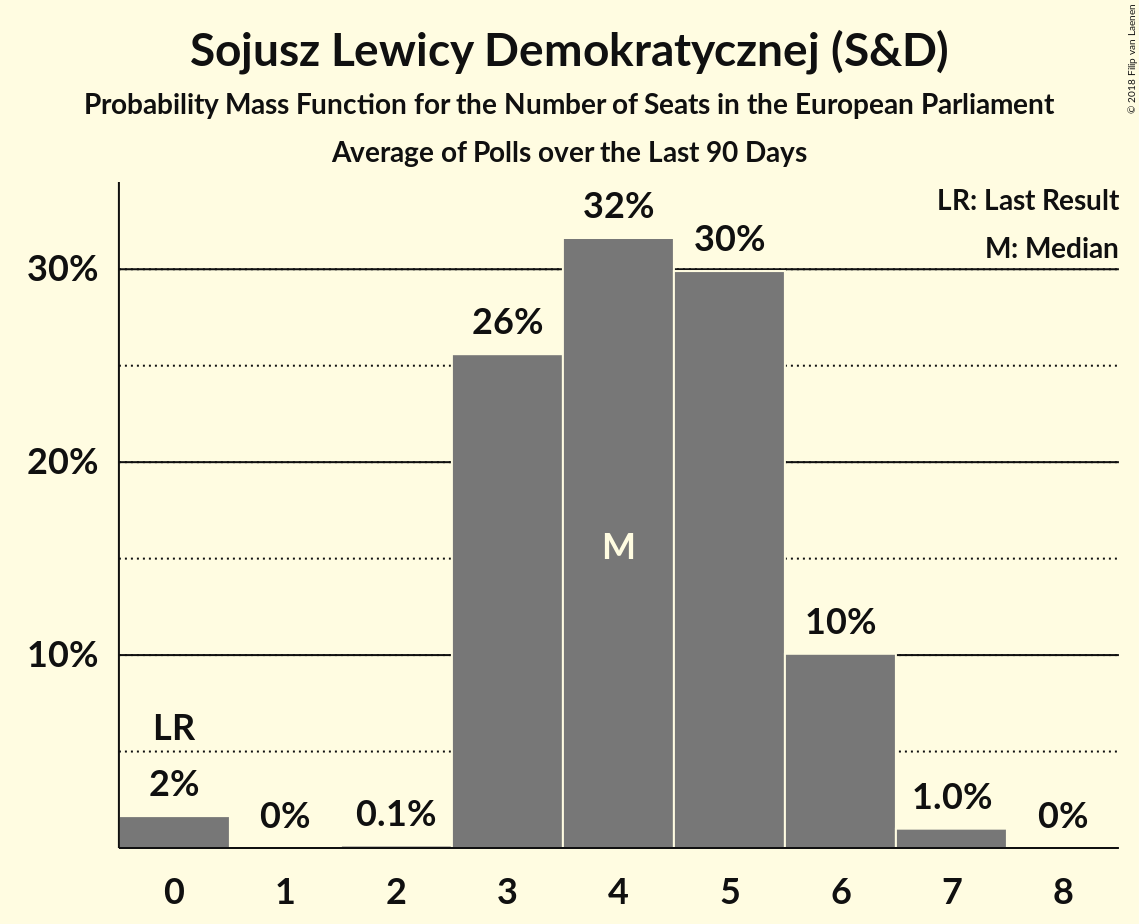 Sojusz Lewicy Demokratycznej (S&D)
Probability Mass Function for the Number of Seats in the European Parliament
Average of Polls over the Last 90 Days
© 2018 Filip van Laenen
LR: Last Result
M: Median
32%
30%
30%
26%
20%
M
10%
10%
LR
2%
0%
0.1%
1.0%
0%
0 1 2 3 4 5 6 7 8